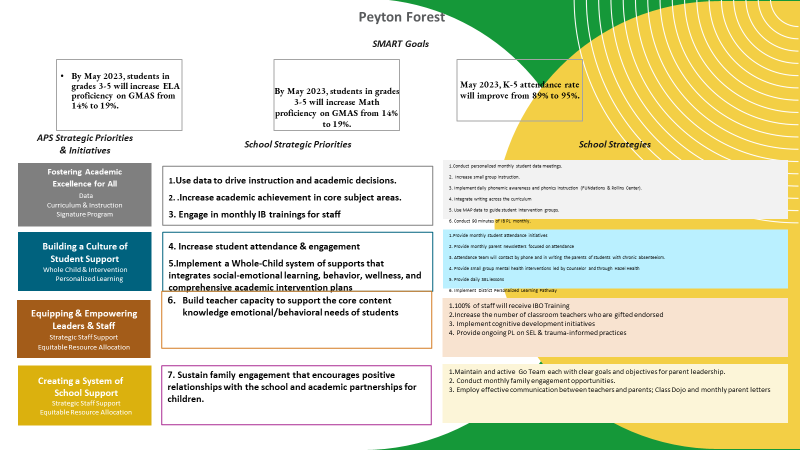 Peyton Forest
SMART Goals
• By May 2023, students in
grades 3-5 will increase ELA
proficiency on GMAS from
14% to 19%.
By May 2023, students in grades
3-5 will increase Math
proficiency on GMAS from 14%
to 19%.
May 2023, K-5 attendance rate
will improve from 89% to 95%.
APS Strategic Priorities
& Initiatives
School Strategic Priorities
School Strategies
Fostering Academic
Excellence for All
Data
Curriculum & Instruction
Signature Program
1.Use data to drive instruction and academic decisions.
2. .Increase academic achievement in core subject areas.
3. Engage in monthly IB trainings for staff
1.Conduct personalized monthly student data meetings.
2. Increase small group instruction.
3. Implement daily phonemic awareness and phonics instruction (FUNdations & Rollins Center).
4. Integrate writing across the curriculum
5. Use MAP data to guide student intervention groups.
6. Conduct 90 minutes of IB PL monthly.
Building a Culture of
Student Support
Whole Child & Intervention
Personalized Learning
4. Increase student attendance & engagement
5.Implement a Whole-Child system of supports that
integrates social-emotional learning, behavior, wellness, and
comprehensive academic intervention plans
1.Provide monthly student attendance initiatives
2. Provide monthly parent newsletters focused on attendance
3. Attendance team will contact by phone and in writing the parents of students with chronic absenteeism.
4. Provide small group mental health interventions led by Counselor and through Hazel Health
5. Provide daily SEL lessons
6. Implement District Personalized Learning Pathway
Equipping & Empowering
Leaders & Staff
Strategic Staff Support
Equitable Resource Allocation
6. Build teacher capacity to support the core content
knowledge emotional/behavioral needs of students
1.100% of staff will receive IBO Training
2.Increase the number of classroom teachers who are gifted endorsed
3. Implement cognitive development initiatives
4. Provide ongoing PL on SEL & trauma-informed practices
Creating a System of
School Support
Strategic Staff Support
Equitable Resource Allocation
7. Sustain family engagement that encourages positive
relationships with the school and academic partnerships for
children.
1.Maintain and active Go Team each with clear goals and objectives for parent leadership.
2. Conduct monthly family engagement opportunities.
3. Employ effective communication between teachers and parents; Class Dojo and monthly parent letters